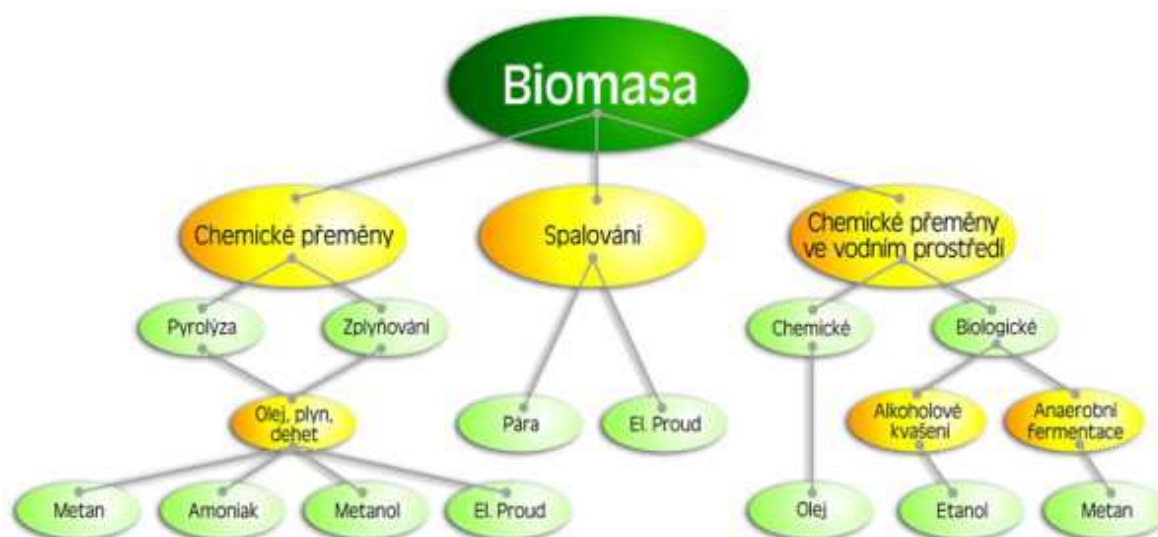 Biomasa
Chemické přeměny
Spalování
Chemické přeměny
ve vodním prostředí
Pyrolýza
Zplyňování
Chemické
Biologické
Olej, plyn,
dehet
Pára
El. Proud
Alkoholové
kvašení
Anaerobní
fermentace
Metan
Amoniak
Metanol
El. Proud
Olej
Etanol
Metan